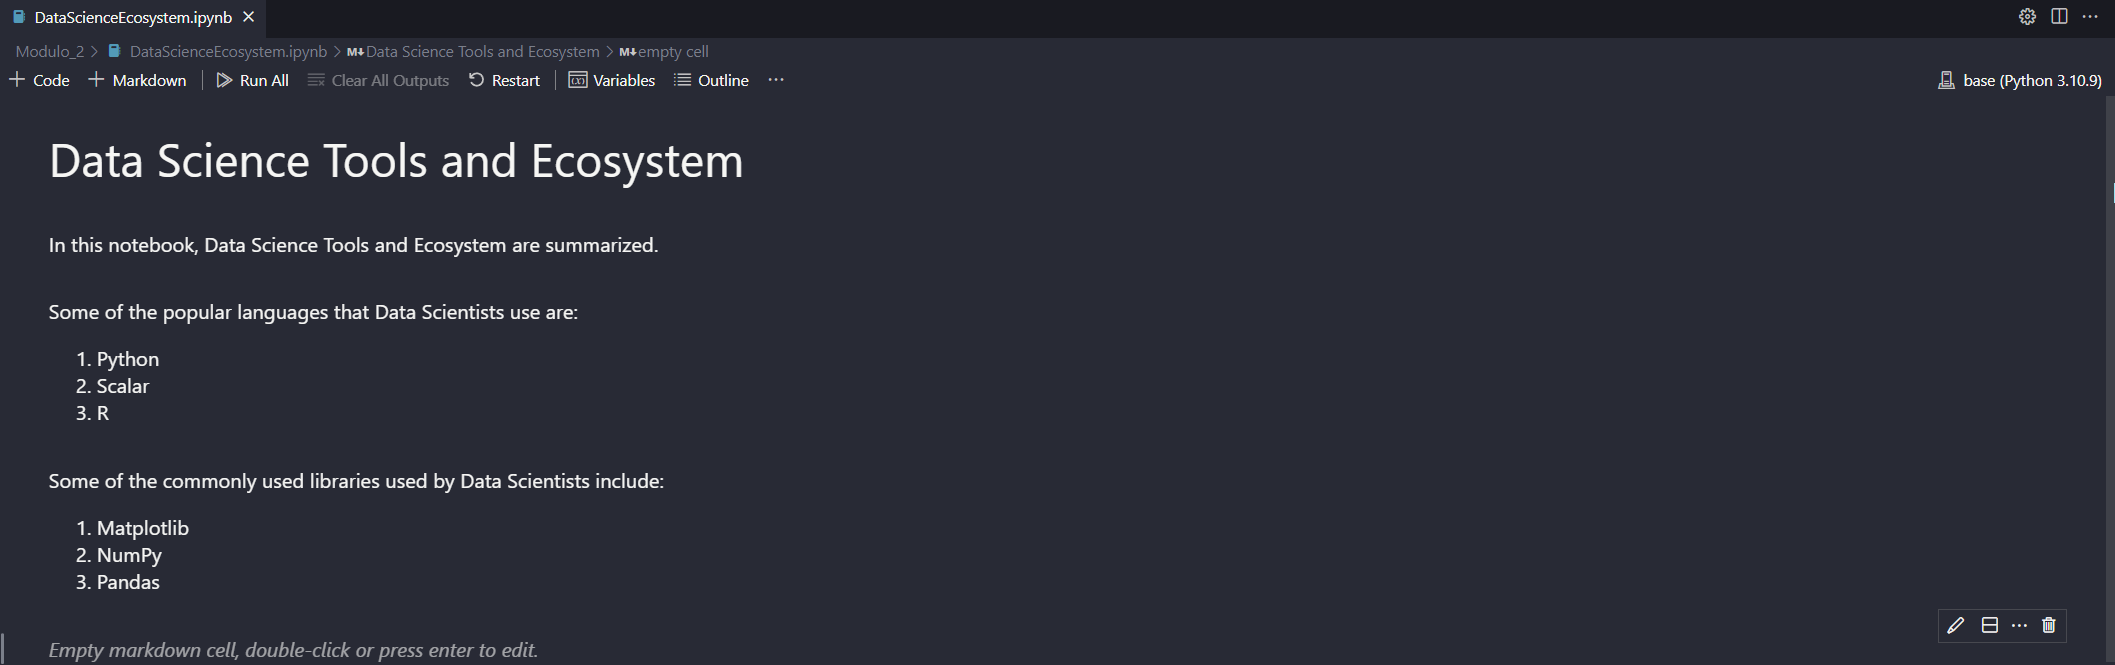 DataScienceEcosystem.ipynb
Modulo_2 > DataScienceEcosystem.ipynb > M↓Data Science Tools and Ecosystem > M↓empty cell
+ Code + Markdown Run All Clear All Outputs Restart Variables Outline ... base (Python 3.10.9)
Data Science Tools and Ecosystem
In this notebook, Data Science Tools and Ecosystem are summarized.
Some of the popular languages that Data Scientists use are:
1. Python
2. Scalar
3. R
Some of the commonly used libraries used by Data Scientists include:
1. Matplotlib
2. NumPy
3. Pandas
Empty markdown cell, double-click or press enter to edit.